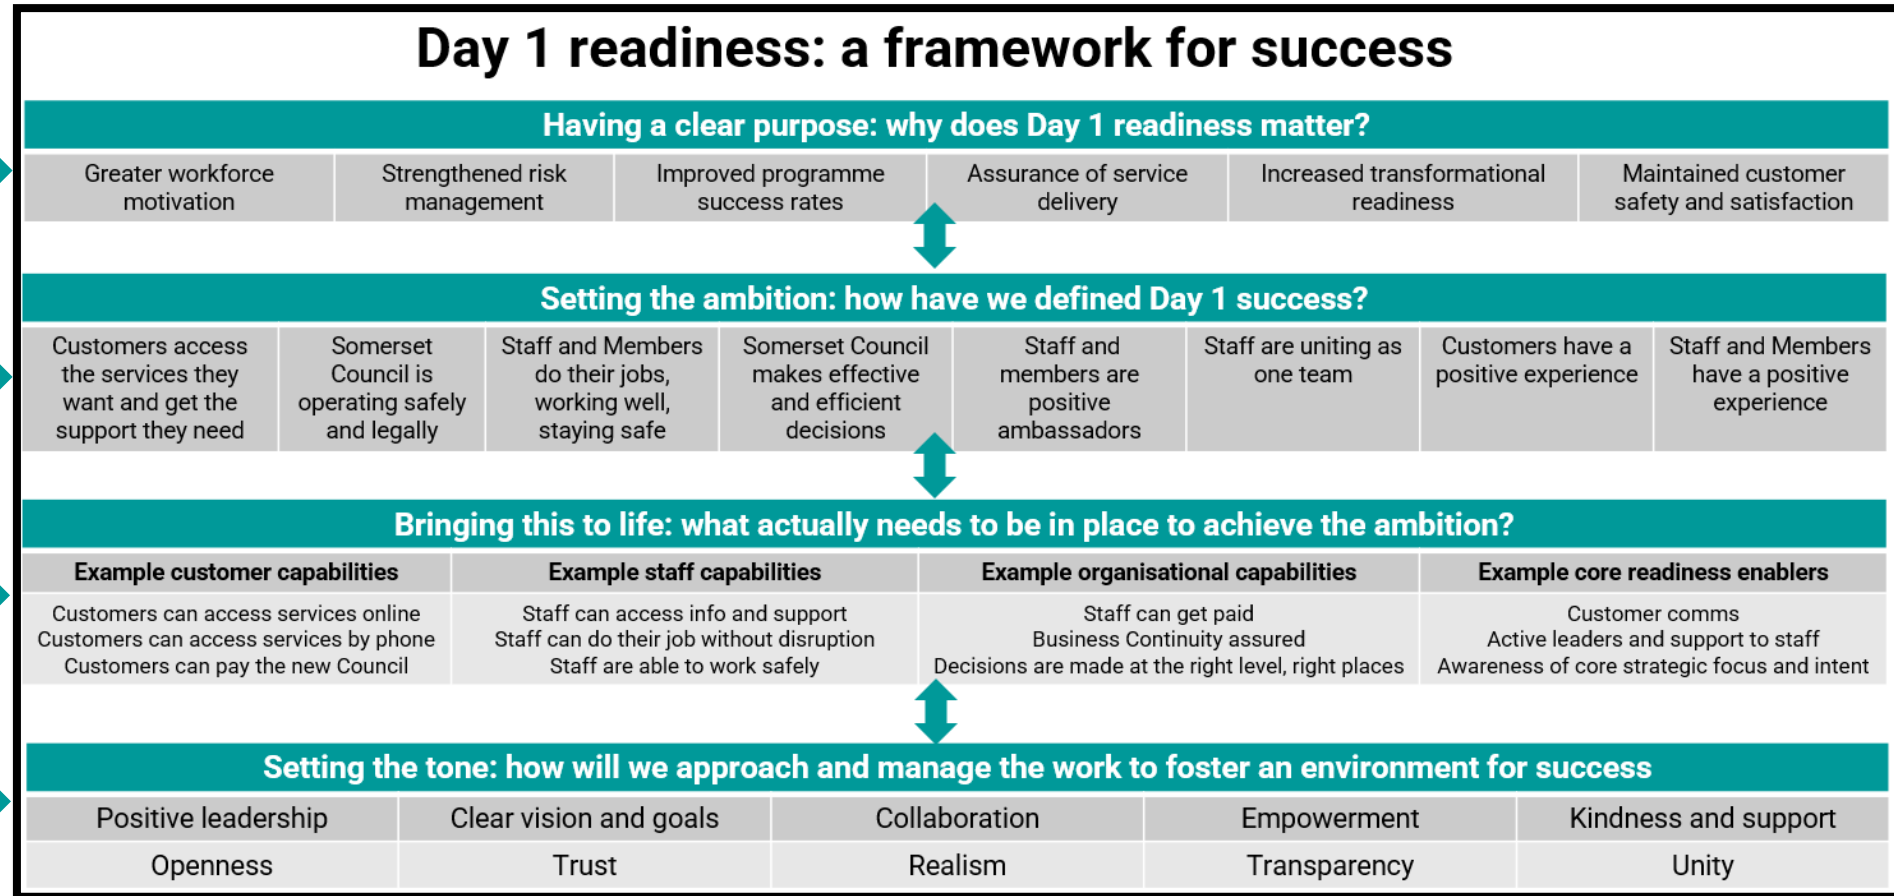 Day 1 readiness: a framework for success
Having a clear purpose: why does Day 1 readiness matter?
Greater workforce
motivation
Strengthened risk
management
Improved programme
success rates
Assurance of service
delivery
Increased transformational
readiness
Maintained customer
safety and satisfaction
Setting the ambition: how have we defined Day 1 success?
Customers access
the services they
want and get the
support they need
Somerset
Council is
operating safely
and legally
Staff and Members
do their jobs,
working well,
staying safe
Somerset Council
makes effective
and efficient
decisions
Staff and
members are
positive
ambassadors
Staff are uniting as
one team
Customers have a
positive experience
Staff and Members
have a positive
experience
Bringing this to life: what actually needs to be in place to achieve the ambition?
Example customer capabilities
Customers can access services online
Customers can access services by phone
Customers can pay the new Council
Example staff capabilities
Staff can access info and support
Staff can do their job without disruption
Staff are able to work safely
Example organisational capabilities
Staff can get paid
Business Continuity assured
Decisions are made at the right level, right places
Example core readiness enablers
Customer comms
Active leaders and support to staff
Awareness of core strategic focus and intent
Setting the tone: how will we approach and manage the work to foster an environment for success
Positive leadership
Clear vision and goals
Collaboration
Empowerment
Kindness and support
Openness
Trust
Realism
Transparency
Unity